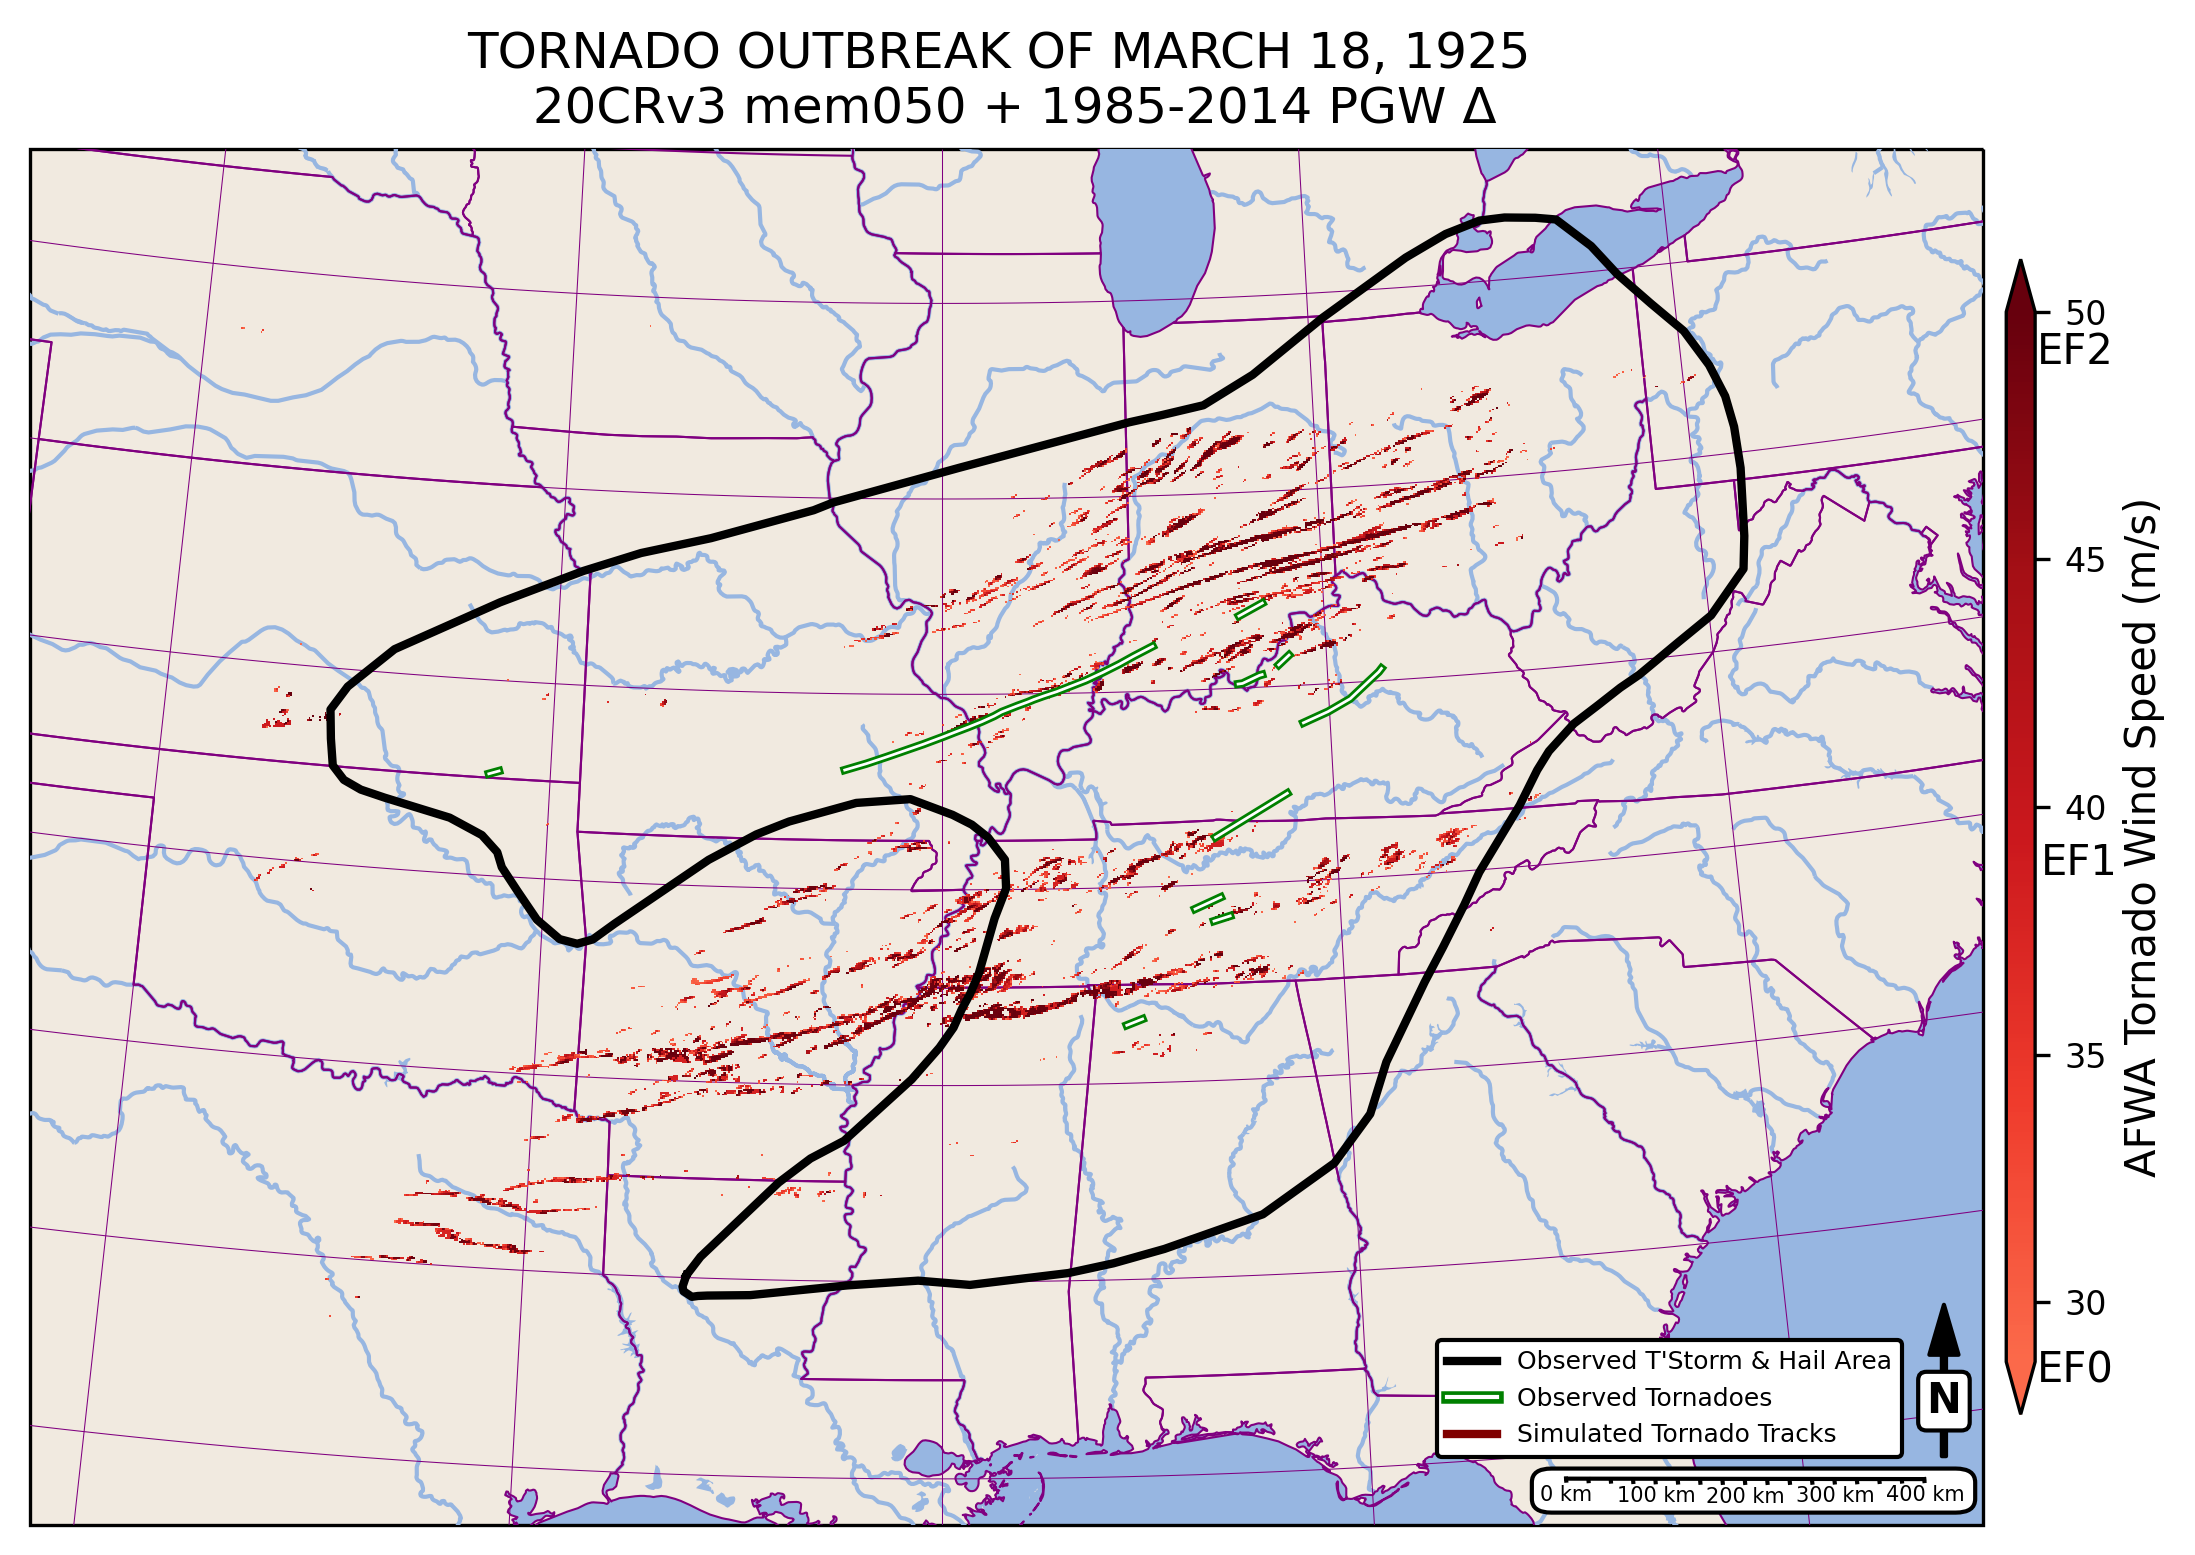 TORNADO OUTBREAK OF MARCH 18, 1925
20CRv3 mem050 + 1985-2014 PGW Δ
50
EF2
45
40
EF1
35
30
EF0
AFWA Tornado Wind Speed (m/s)
Observed T'Storm & Hail Area
Observed Tornadoes
Simulated Tornado Tracks
N
0 km 100 km 200 km 300 km 400 km